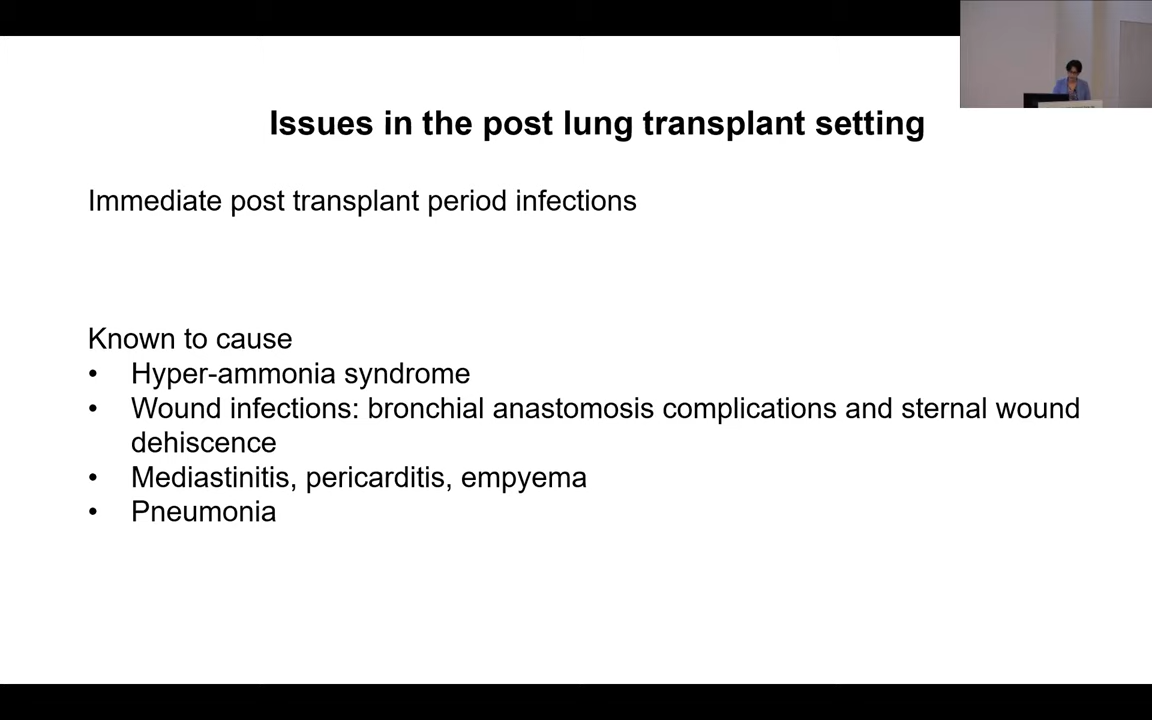 Issues in the post lung transplant setting
Immediate post transplant period infections
Known to cause
• Hyper-ammonia syndrome
• Wound infections: bronchial anastomosis complications and sternal wound
dehiscence
• Mediastinitis, pericarditis, empyema
• Pneumonia